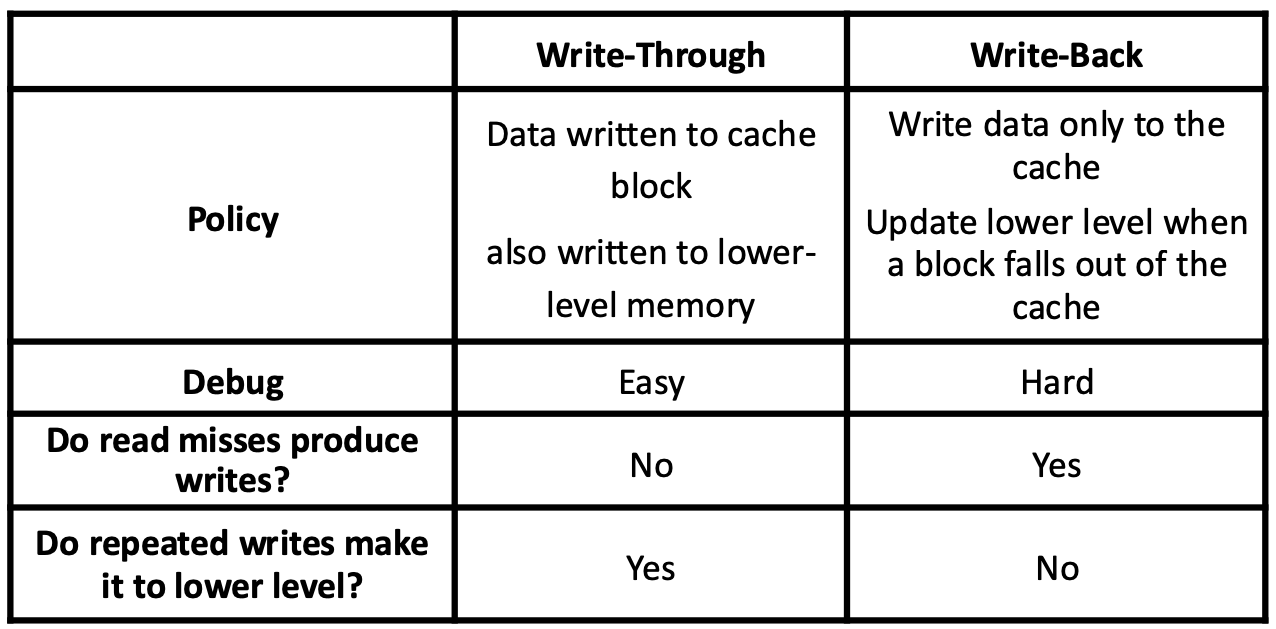 Write-Through
Write-Back
Policy
Data written to cache
block
also written to lower-
level memory
Write data only to the
cache
Update lower level when
a block falls out of the
cache
Debug
Easy
Hard
Do read misses produce
writes?
No
Yes
Do repeated writes make
it to lower level?
Yes
No